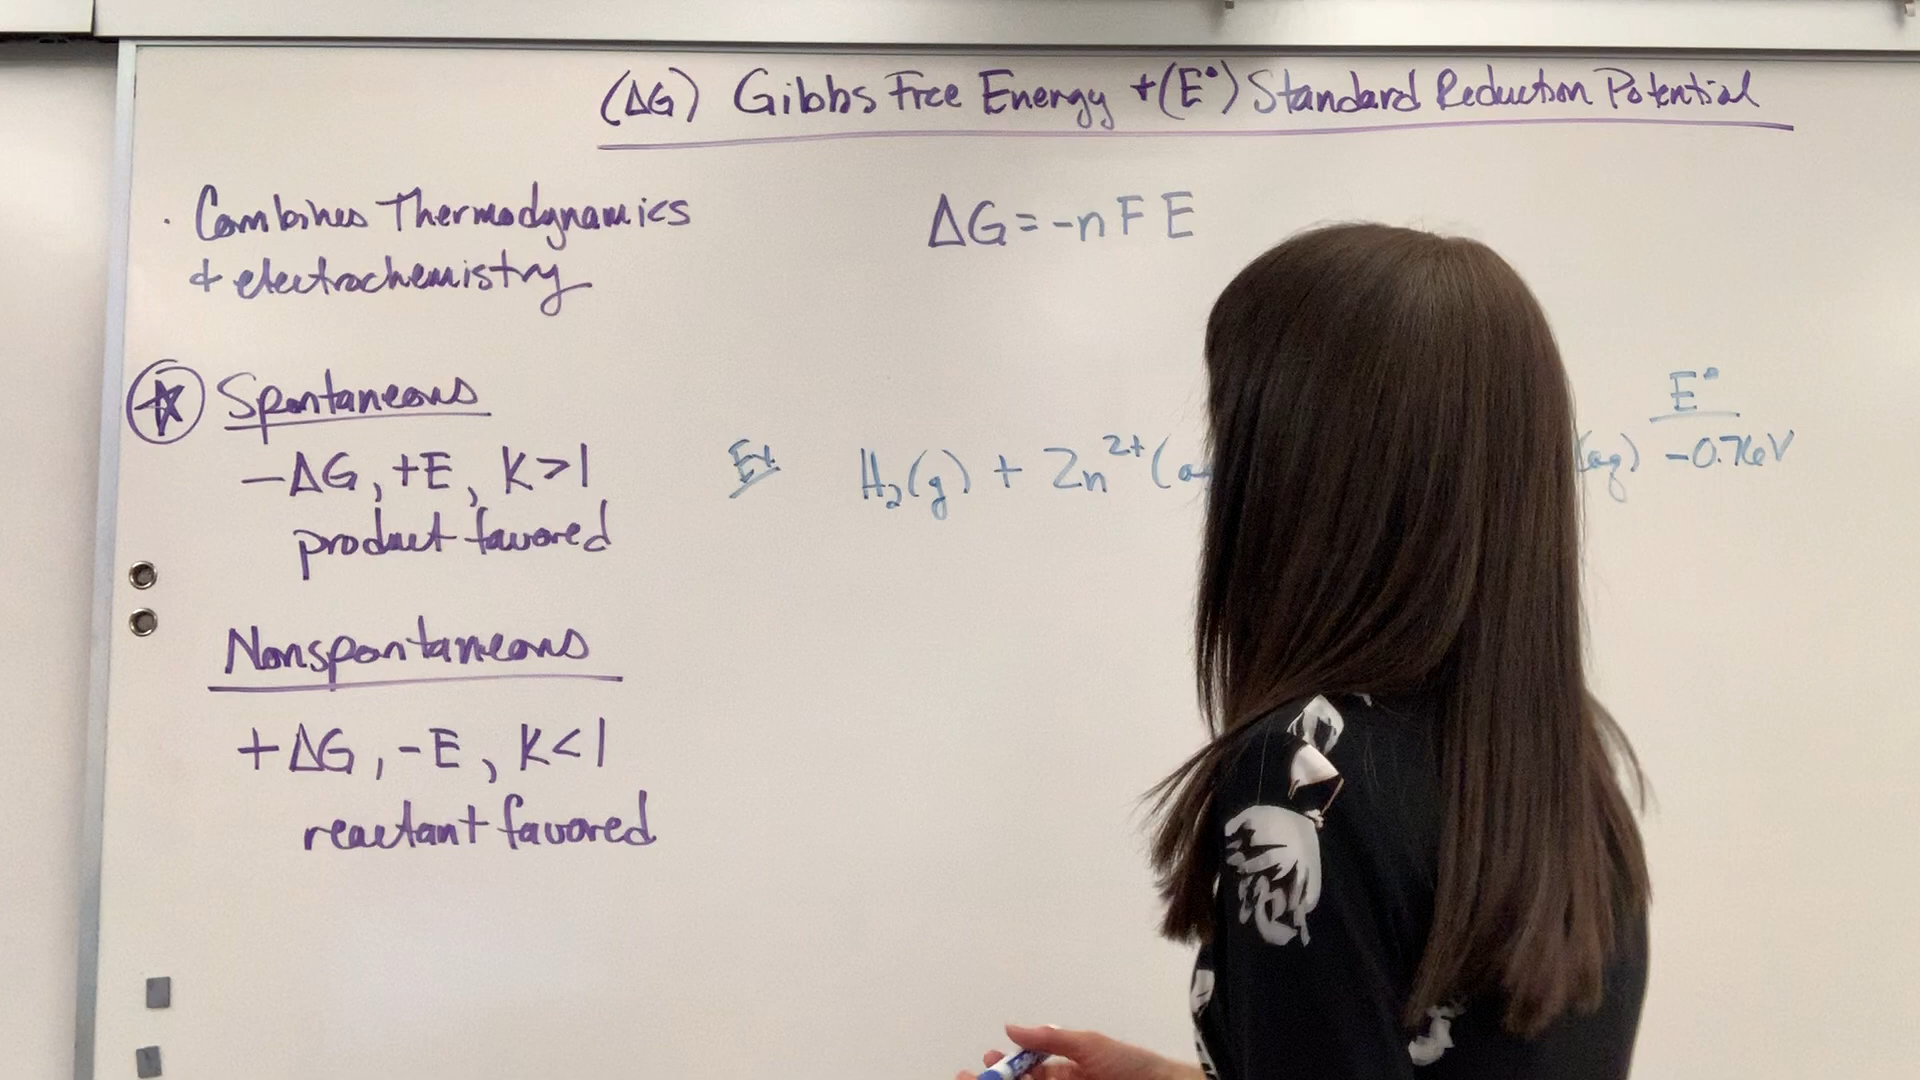 (ΔG) Gibbs Free Energy + (E°) Standard Reduction Potential
· Combines Thermodynamics
& electrochemistry
ΔG = -n F E
Spontaneous
-ΔG, +E, K>1
product favored
E°
Ex H₂(g) + Zn²⁺(a (aq) -0.76V
Nonspontaneous
+ΔG, -E, K<1
reactant favored